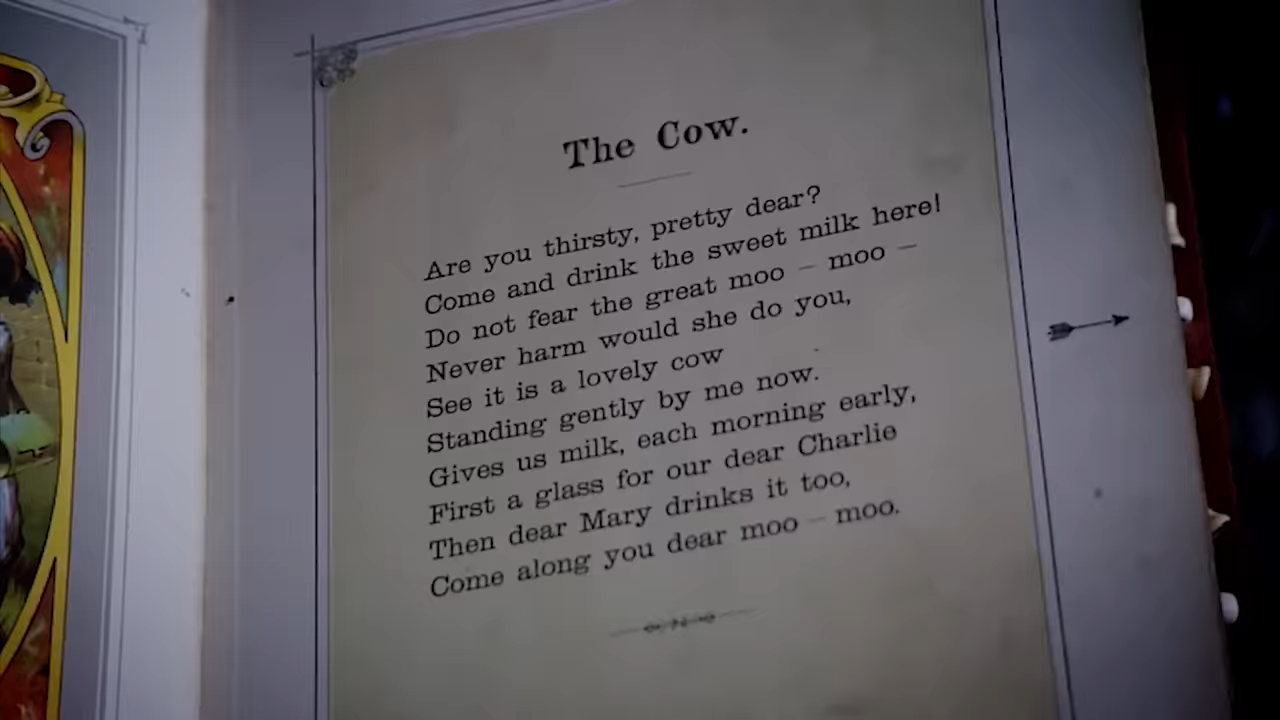 The Cow.
Are you thirsty, pretty dear?
Come and drink the sweet milk here!
Do not fear the great moo – moo –
Never harm would she do you,
See it is a lovely cow
Standing gently by me now.
Gives us milk, each morning early,
First a glass for our dear Charlie
Then dear Mary drinks it too,
Come along you dear moo – moo.